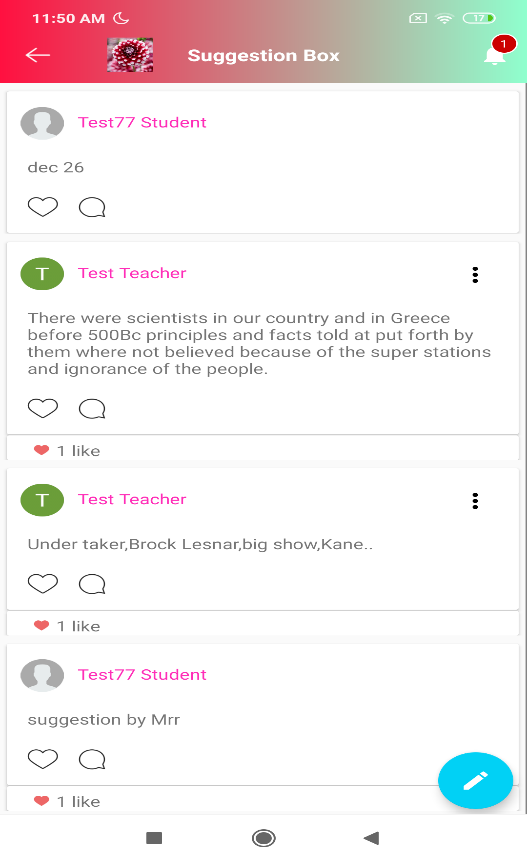 11:50 AM
17
Suggestion Box
1
Test77 Student
dec 26
T
Test Teacher
There were scientists in our country and in Greece
before 500Bc principles and facts told at put forth by
them where not believed because of the super stations
and ignorance of the people.
1 like
T
Test Teacher
Under taker,Brock Lesnar,big show,Kane..
1 like
Test77 Student
suggestion by Mrr
1 like